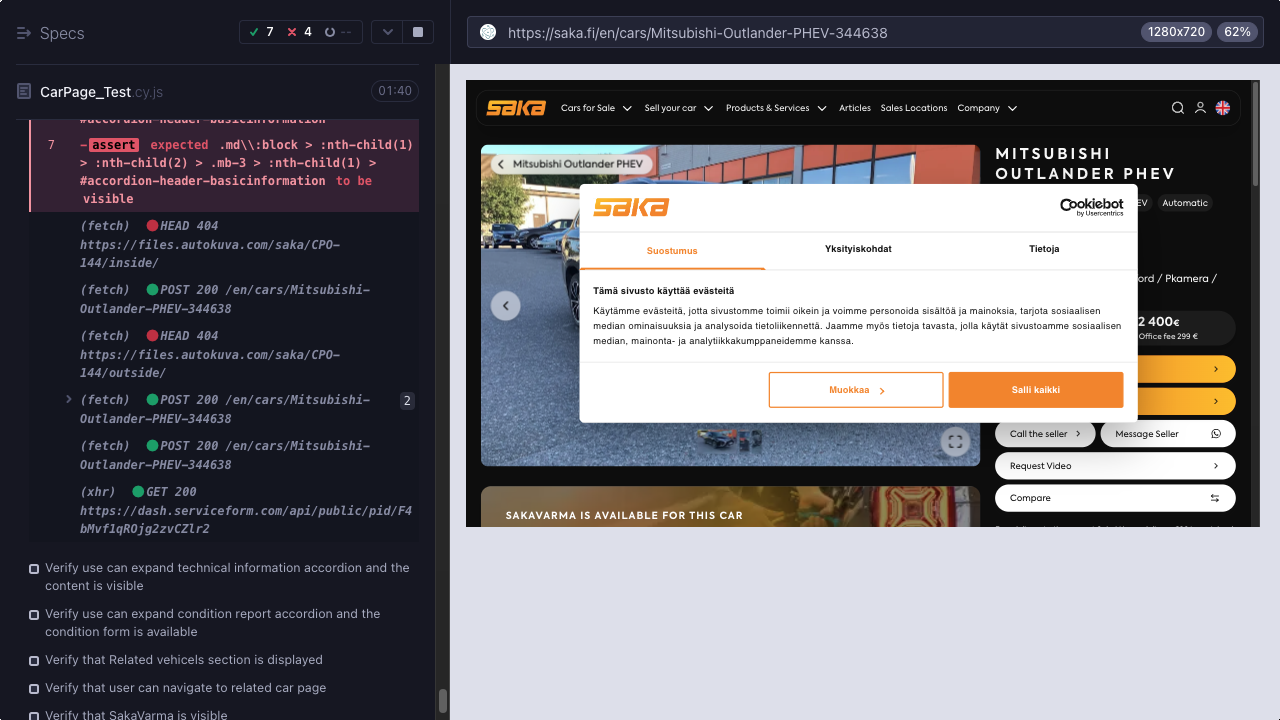 Specs
7
4
--
https://saka.fi/en/cars/Mitsubishi-Outlander-PHEV-344638
1280x720
62%
CarPage_Test.cy.js
01:40
#accordion-header-basicinformation
7 -assert expected .md\\:block > :nth-child(1)
> :nth-child(2) > .mb-3 > :nth-child(1) >
#accordion-header-basicinformation to be
visible
(fetch) HEAD 404
https://files.autokuva.com/saka/CPO-
144/inside/
(fetch) POST 200 /en/cars/Mitsubishi-
Outlander-PHEV-344638
(fetch) HEAD 404
https://files.autokuva.com/saka/CPO-
144/outside/
(fetch) POST 200 /en/cars/Mitsubishi-
Outlander-PHEV-344638
2
(fetch) POST 200 /en/cars/Mitsubishi-
Outlander-PHEV-344638
(xhr) GET 200
https://dash.serviceform.com/api/public/pid/F4
bMvf1qROjg2zvCZlr2
Verify use can expand technical information accordion and the
content is visible
Verify use can expand condition report accordion and the
condition form is available
Verify that Related vehicels section is displayed
Verify that user can navigate to related car page
Verify that SakaVarma is visible
saka
Cars for Sale
Sell your car
Products & Services
Articles
Sales Locations
Company
Mitsubishi Outlander PHEV
MITSUBISHI
OUTLANDER PHEV
EV
Automatic
ord / Pkamera /
2 400€
Office fee 299 €
saka
Cookiebot
by Usercentrics
Suostumus
Yksityiskohdat
Tietoja
Tämä sivusto käyttää evästeitä
Käytämme evästeitä, jotta sivustomme toimii oikein ja voimme personoida sisältöä ja mainoksia, tarjota sosiaalisen
median ominaisuuksia ja analysoida tietoliikennettä. Jaamme myös tietoja tavasta, jolla käytät sivustoamme sosiaalisen
median, mainonta- ja analytiikkakumppaneidemme kanssa.
Muokkaa
Salli kaikki
Call the seller
Message Seller
Request Video
Compare
SAKAVARMA IS AVAILABLE FOR THIS CAR